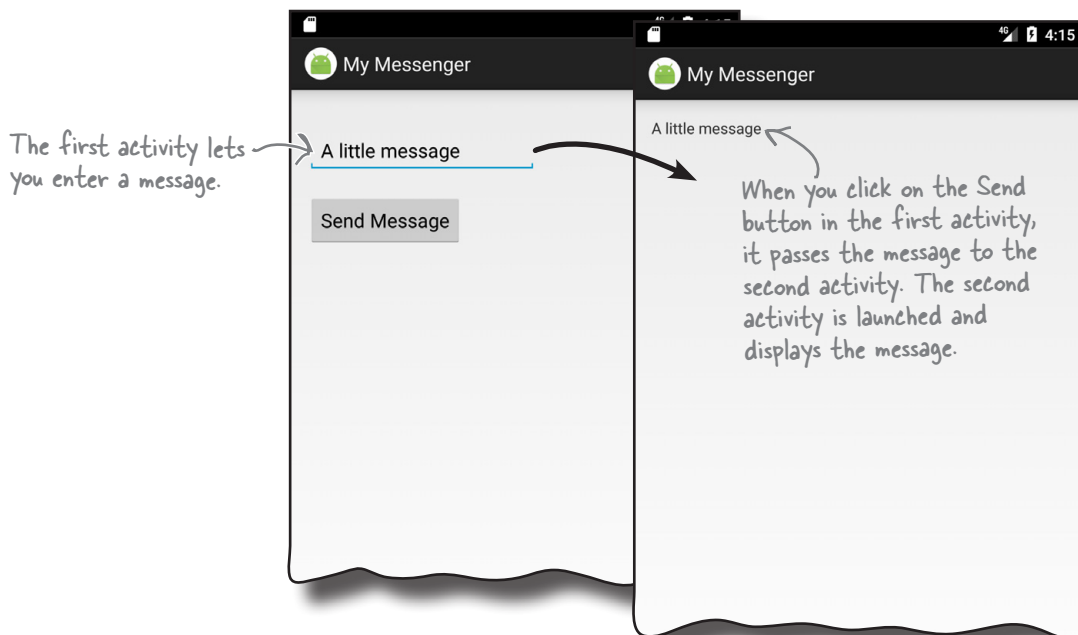 My Messenger
A little message
Send Message
The first activity lets
you enter a message.
4G 4:15
My Messenger
A little message
When you click on the Send
button in the first activity,
it passes the message to the
second activity. The second
activity is launched and
displays the message.